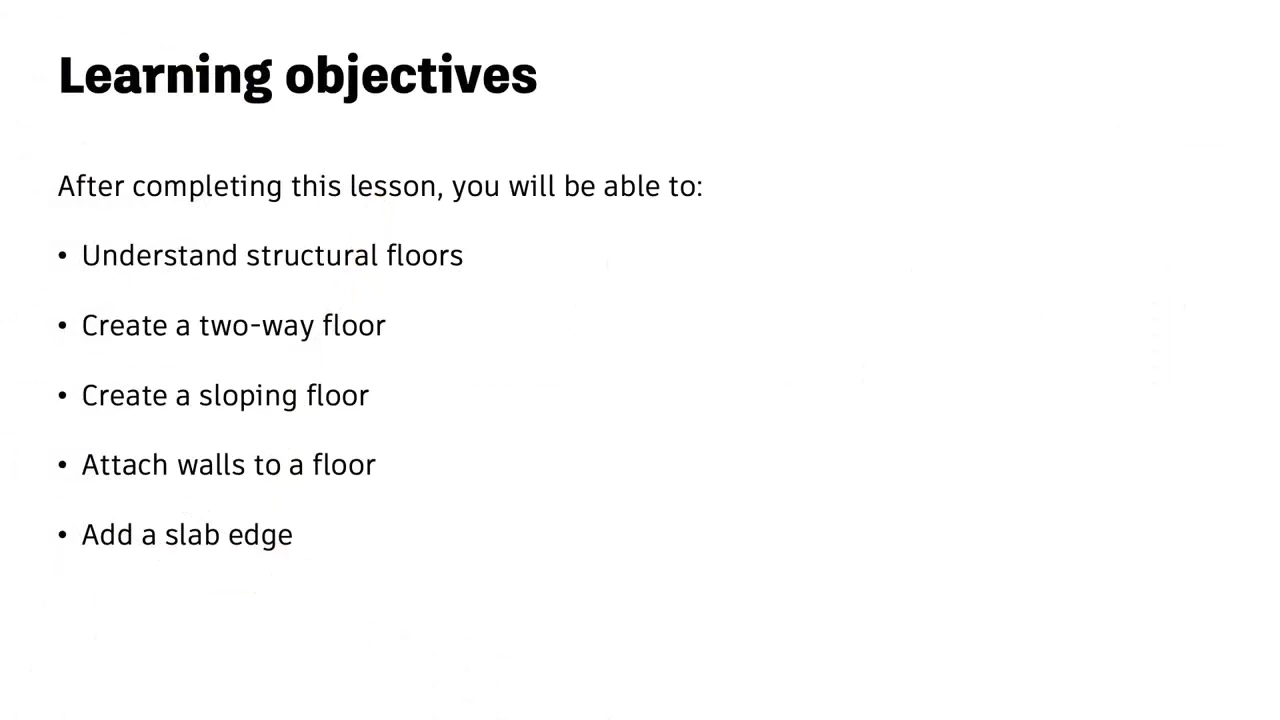 Learning objectives
After completing this lesson, you will be able to:
• Understand structural floors
• Create a two-way floor
• Create a sloping floor
• Attach walls to a floor
• Add a slab edge